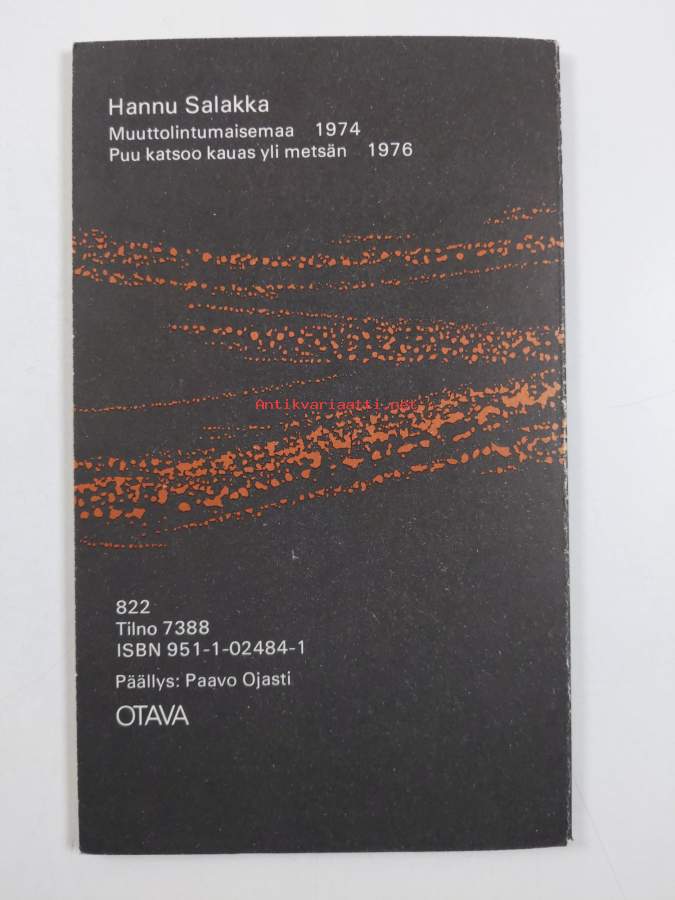 Hannu Salakka
Muuttolintumaisemaa 1974
Puu katsoo kauas yli metsän 1976
Antikvariaatti.net
822
Tilno 7388
ISBN 951-1-02484-1
Päällys: Paavo Ojasti
OTAVA